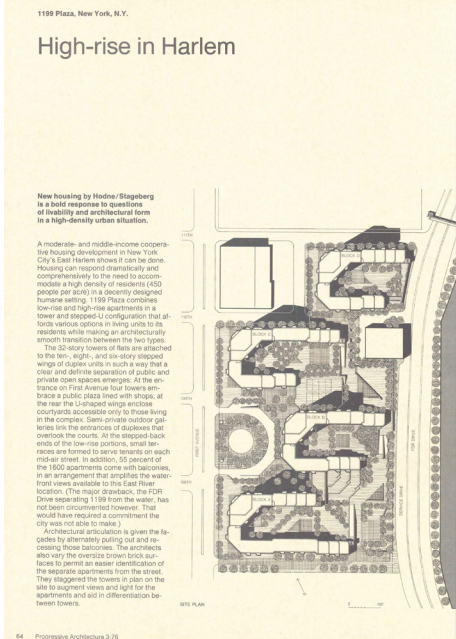 1199 Plaza, New York, N.Y.
High-rise in Harlem
New housing by Hodne/Stageberg
is a bold response to questions
of livability and architectural form
in a high-density urban situation.
A moderate- and middle-income coopera-
tive housing development in New York
City's East Harlem shows it can be done.
Housing can respond dramatically and
comprehensively to the need to accom-
modate a high density of residents (450
people per acre) in a decently designed
humane setting. 1199 Plaza combines
low-rise and high-rise apartments in a
tower and stepped-U configuration that af-
fords various options in living units to its
residents while making an architecturally
smooth transition between the two types.
The 32-story towers of flats are attached
to the ten-, eight-, and six-story stepped
wings of duplex units in such a way that a
clear and definite separation of public and
private open spaces emerges: At the en-
trance on First Avenue four towers em-
brace a public plaza lined with shops; at
the rear the U-shaped wings enclose
courtyards accessible only to those living
in the complex. Semi-private outdoor gal-
leries link the entrances of duplexes that
overlook the courts. At the stepped-back
ends of the low-rise portions, small ter-
races are formed to serve tenants on each
mid-air street. In addition, 55 percent of
the 1600 apartments come with balconies,
in an arrangement that amplifies the water-
front views available to this East River
location. (The major drawback, the FDR
Drive separating 1199 from the water, has
not been circumvented however. That
would have required a commitment the
city was not able to make.)
Architectural articulation is given the fa-
çades by alternately pulling out and re-
cessing those balconies. The architects
also vary the oversize brown brick sur-
faces to permit an easier identification of
the separate apartments from the street.
They staggered the towers in plan on the
site to augment views and light for the
apartments and aid in differentiation be-
tween towers.
BLOCK D
BLOCK C
BLOCK B
BLOCK A
FIRST AVENUE
SERVICE DRIVE
FDR DRIVE
SITE PLAN
64 Progressive Architecture 3:76